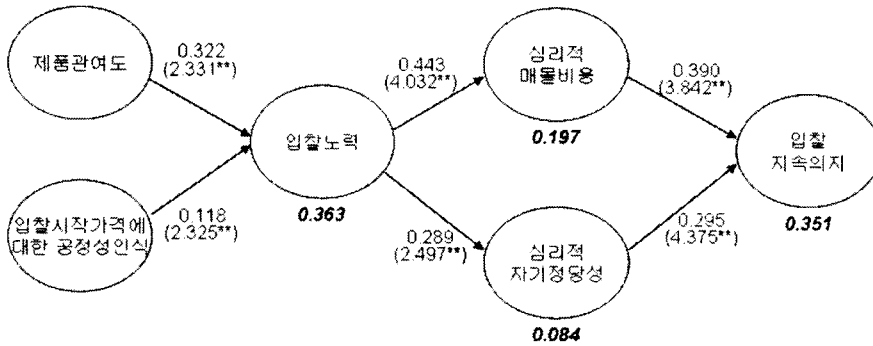 제품관여도
0.322
(2.331**)
입찰시작가격에
대한 공정성인식
0.118
(2.325**)
입찰노력
0.363
0.443
(4.032**)
0.289
(2.497**)
심리적
매몰비용
0.197
심리적
자기정당성
0.084
0.390
(3.842**)
0.295
(4.375**)
입찰
지속의지
0.351